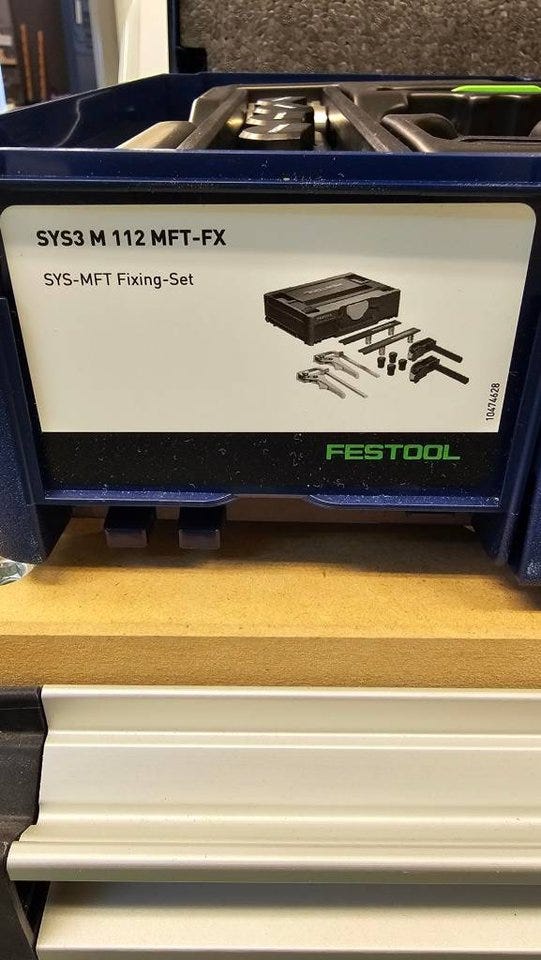 SYS3 M 112 MFT-FX
SYS-MFT Fixing-Set
10474628
FESTOOL